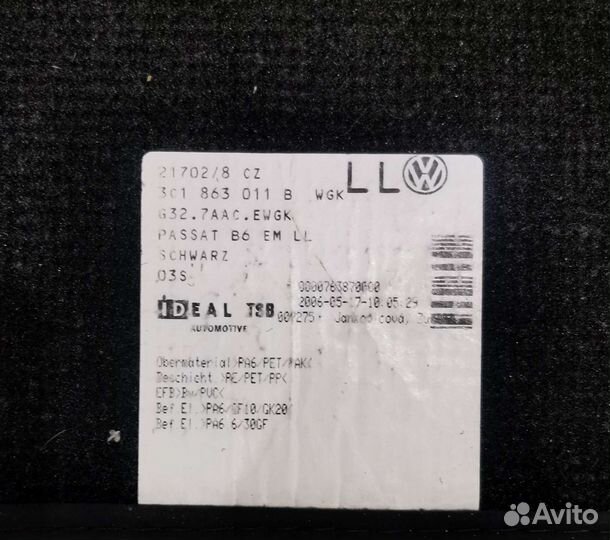 21702/8 CZ
LL
3C1 863 011 B WGK
G32.7AAC.EWGK
PASSAT B6 EM LL
SCHWARZ
03S
2006-05-17-10.05.29
IDEAL TSB
AUTOMOTIVE
Obermaterial>PA6/PET/PAK<
Beschicht.>PE/PET/PP<
EFB>Bw/PVC<
Bef El.>PA6/GF10/GK20<
Bef El.>PA6 6/30GF
Avito